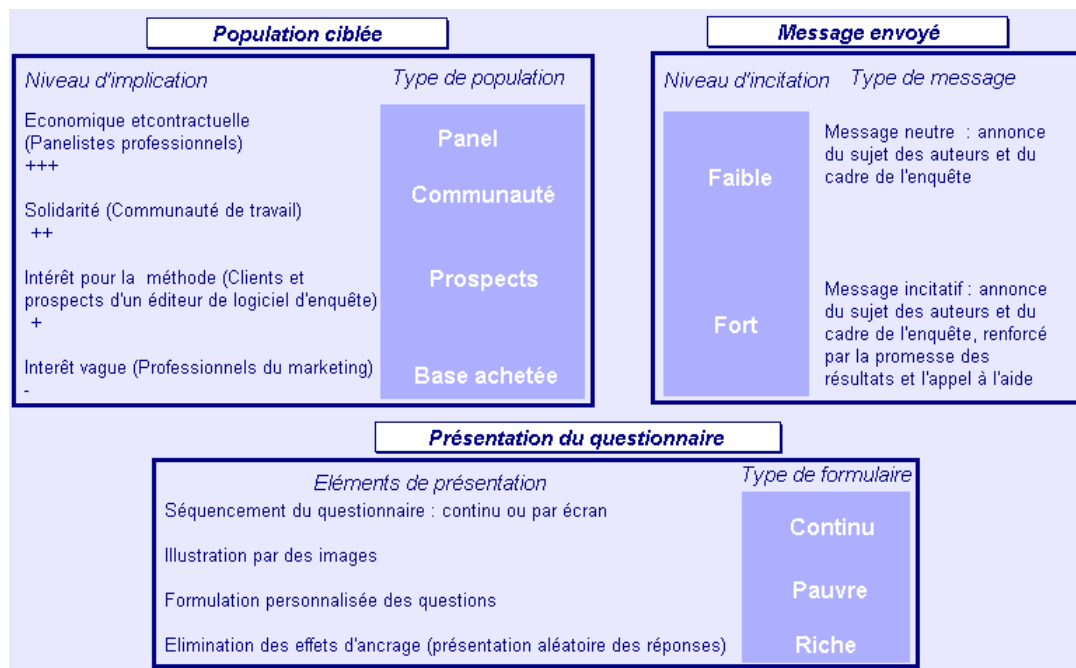 Population ciblée
Niveau d'implication
Type de population
Economique etcontractuelle
(Panelistes professionnels)
+++
Panel
Solidarité (Communauté de travail)
++
Communauté
Intérêt pour la méthode (Clients et
prospects d'un éditeur de logiciel d'enquête)
+
Prospects
Interêt vague (Professionnels du marketing)
-
Base achetée
Message envoyé
Niveau d'incitation
Type de message
Faible
Message neutre : annonce
du sujet des auteurs et du
cadre de l'enquête
Fort
Message incitatif : annonce
du sujet des auteurs et du
cadre de l'enquête, renforcé
par la promesse des
résultats et l'appel à l'aide
Présentation du questionnaire
Eléments de présentation
Type de formulaire
Séquencement du questionnaire : continu ou par écran
Continu
Illustration par des images
Formulation personnalisée des questions
Pauvre
Elimination des effets d'ancrage (présentation aléatoire des réponses)
Riche